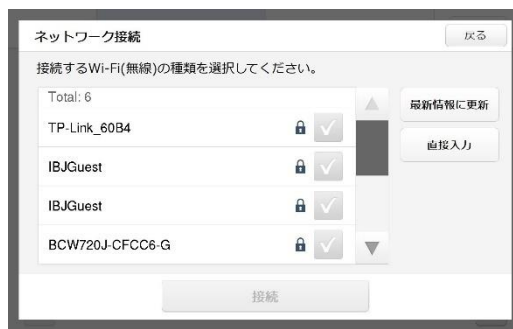 ネットワーク接続
戻る
接続するWi-Fi(無線)の種類を選択してください。
Total: 6
最新情報に更新
TP-Link_60B4
直接入力
IBJGuest
IBJGuest
BCW720J-CFCC6-G
接続